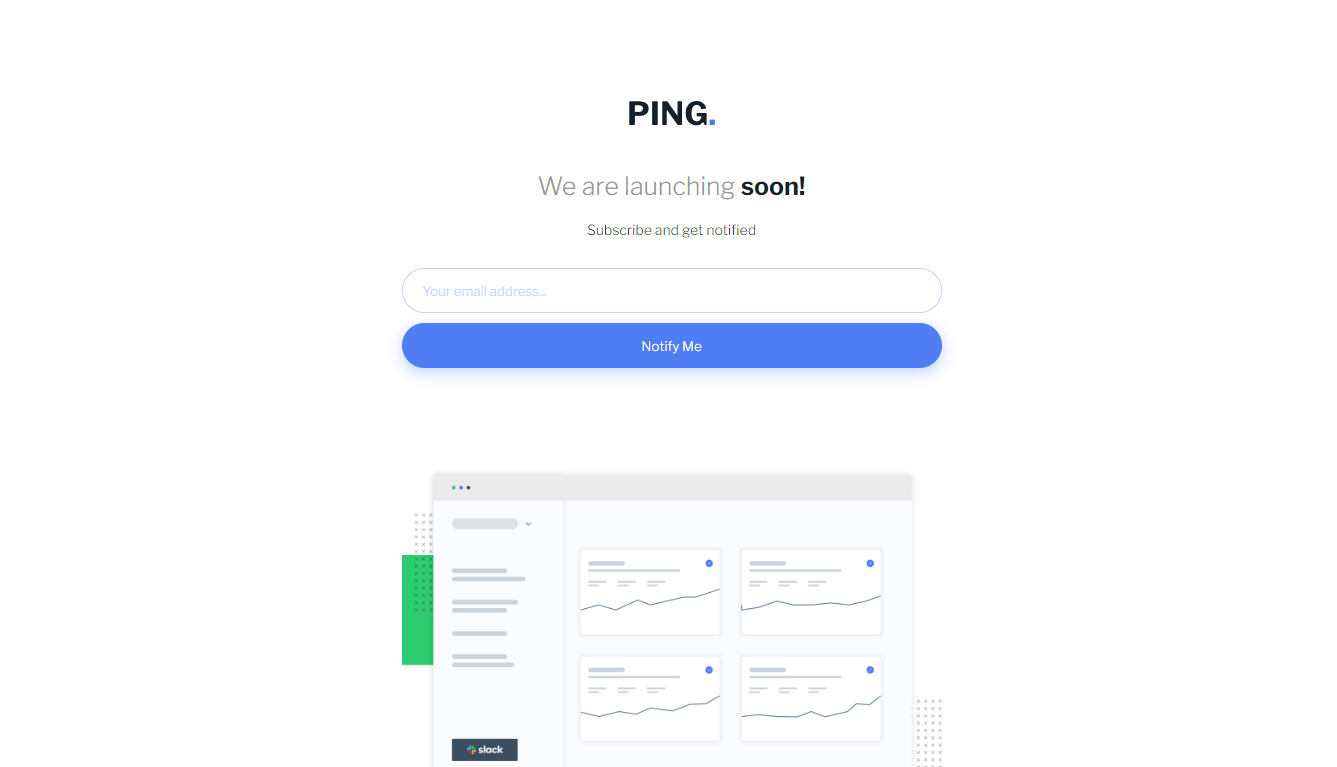 PING.
We are launching soon!
Subscribe and get notified
Your email address...
Notify Me
slack